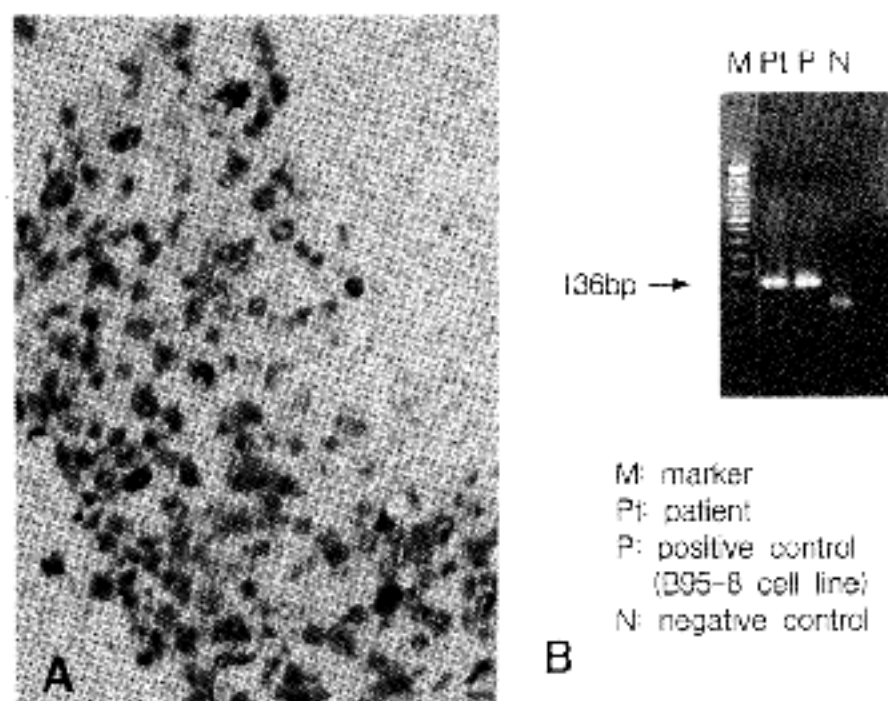 M Pt P N
136bp
M: marker
Pt: patient
P: positive control
(B95-8 cell line)
N: negative control
A
B